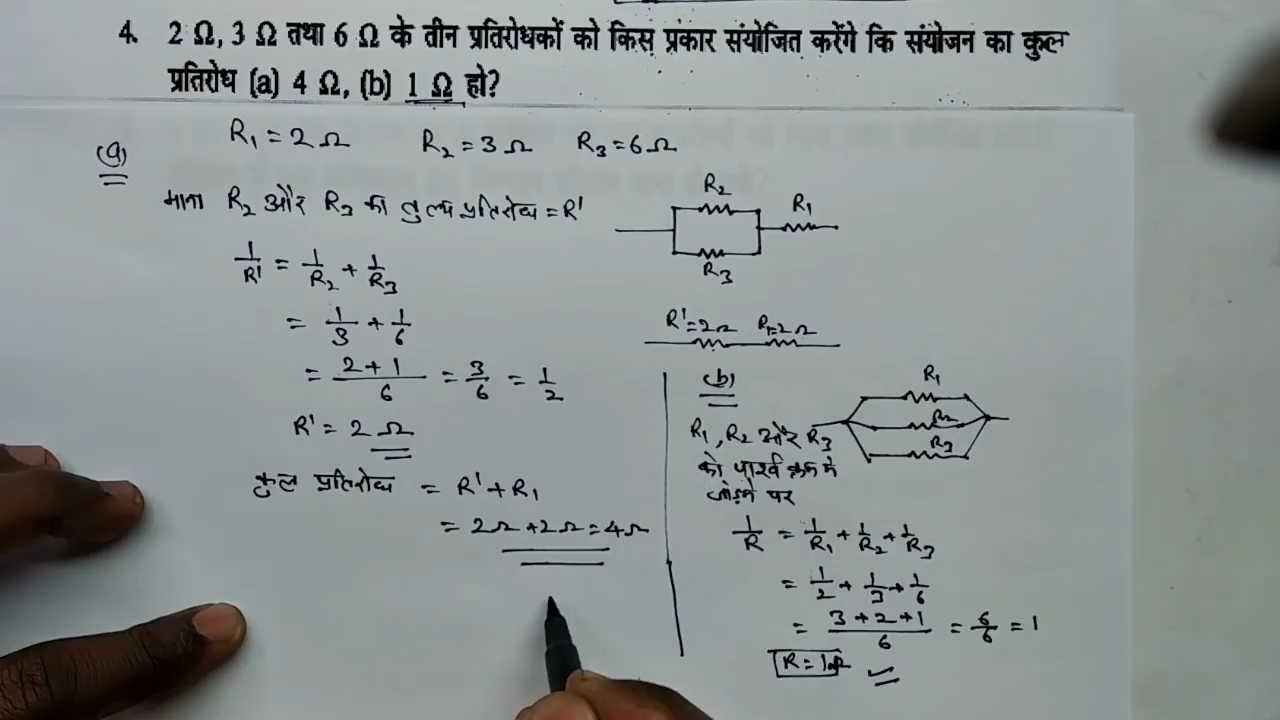 4. 2 Ω, 3 Ω तथा 6 Ω के तीन प्रतिरोधकों को किस प्रकार संयोजित करेंगे कि संयोजन का कुल
प्रतिरोध (a) 4 Ω, (b) 1 Ω हो?
(a) R₁ = 2 Ω R₂ = 3 Ω R₃ = 6 Ω
माना R₂ और R₃ की तुल्य प्रतिरोध = R'
1/R' = 1/R₂ + 1/R₃
= 1/3 + 1/6
= (2+1)/6 = 3/6 = 1/2
R' = 2 Ω
कुल प्रतिरोध = R' + R₁
= 2Ω + 2Ω = 4Ω
R₂
R₁
R₃
R'=2Ω R₁=2Ω
(b)
R₁
R₂
R₃
R₁, R₂ और R₃
को पार्श्व क्रम में
जोड़ने पर
1/R = 1/R₁ + 1/R₂ + 1/R₃
= 1/2 + 1/3 + 1/6
= (3+2+1)/6 = 6/6 = 1
R = 1Ω